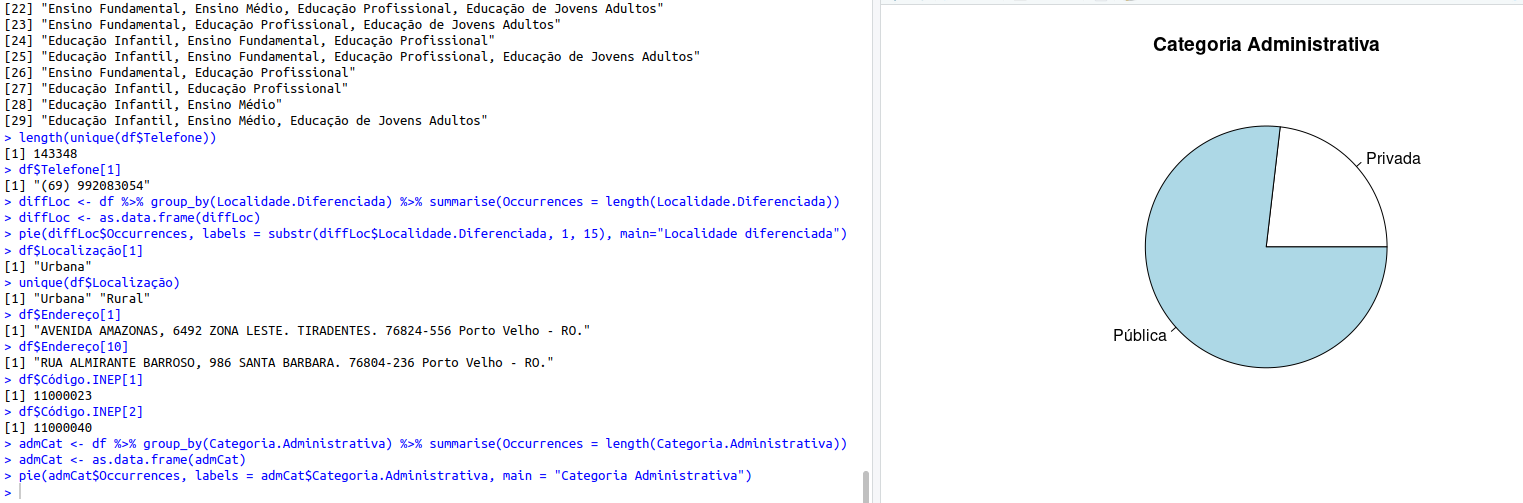 [22] "Ensino Fundamental, Ensino Médio, Educação Profissional, Educação de Jovens Adultos"
[23] "Ensino Fundamental, Educação Profissional, Educação de Jovens Adultos"
[24] "Educação Infantil, Ensino Fundamental, Educação Profissional"
[25] "Educação Infantil, Ensino Fundamental, Educação Profissional, Educação de Jovens Adultos"
[26] "Ensino Fundamental, Educação Profissional"
[27] "Educação Infantil, Educação Profissional"
[28] "Educação Infantil, Ensino Médio"
[29] "Educação Infantil, Ensino Médio, Educação de Jovens Adultos"
> length(unique(df$Telefone))
[1] 143348
> df$Telefone[1]
[1] "(69) 992083054"
> diffLoc <- df %>% group_by(Localidade.Diferenciada) %>% summarise(Occurrences = length(Localidade.Diferenciada))
> diffLoc <- as.data.frame(diffLoc)
> pie(diffLoc$Occurrences, labels = substr(diffLoc$Localidade.Diferenciada, 1, 15), main="Localidade diferenciada")
> df$Localização[1]
[1] "Urbana"
> unique(df$Localização)
[1] "Urbana" "Rural"
> df$Endereço[1]
[1] "AVENIDA AMAZONAS, 6492 ZONA LESTE. TIRADENTES. 76824-556 Porto Velho - RO."
> df$Endereço[10]
[1] "RUA ALMIRANTE BARROSO, 986 SANTA BARBARA. 76804-236 Porto Velho - RO."
> df$Código.INEP[1]
[1] 11000023
> df$Código.INEP[2]
[1] 11000040
> admCat <- df %>% group_by(Categoria.Administrativa) %>% summarise(Occurrences = length(Categoria.Administrativa))
> admCat <- as.data.frame(admCat)
> pie(admCat$Occurrences, labels = admCat$Categoria.Administrativa, main = "Categoria Administrativa")
>
Categoria Administrativa
Privada
Pública